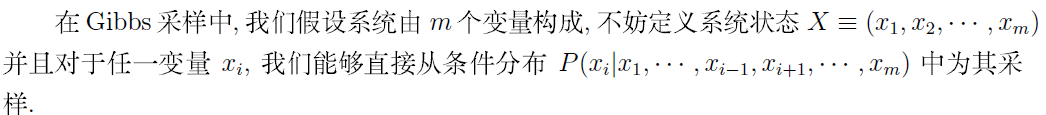 在 Gibbs 采样中, 我们假设系统由 m 个变量构成, 不妨定义系统状态 X ≡ (x₁, x₂, ⋯ , xₘ)
并且对于任一变量 xᵢ, 我们能够直接从条件分布 P(xᵢ|x₁, ⋯ , xᵢ₋₁, xᵢ₊₁, ⋯ , xₘ) 中为其采
样.